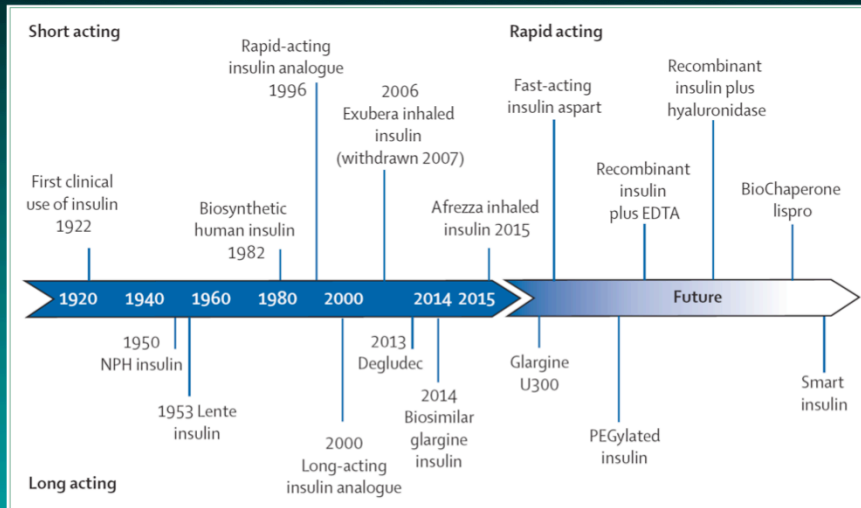 Short acting
Rapid acting
Rapid-acting
insulin analogue
1996
2006
Exubera inhaled
insulin
(withdrawn 2007)
First clinical
use of insulin
1922
Biosynthetic
human insulin
1982
Afrezza inhaled
insulin 2015
Fast-acting
insulin aspart
Recombinant
insulin
plus EDTA
Recombinant
insulin plus
hyaluronidase
BioChaperone
lispro
1920 1940 1960 1980 2000 2014 2015 Future
1950
NPH insulin
1953 Lente
insulin
2000
Long-acting
insulin analogue
2013
Degludec
2014
Biosimilar
glargine
insulin
Glargine
U300
PEGylated
insulin
Smart
insulin
Long acting